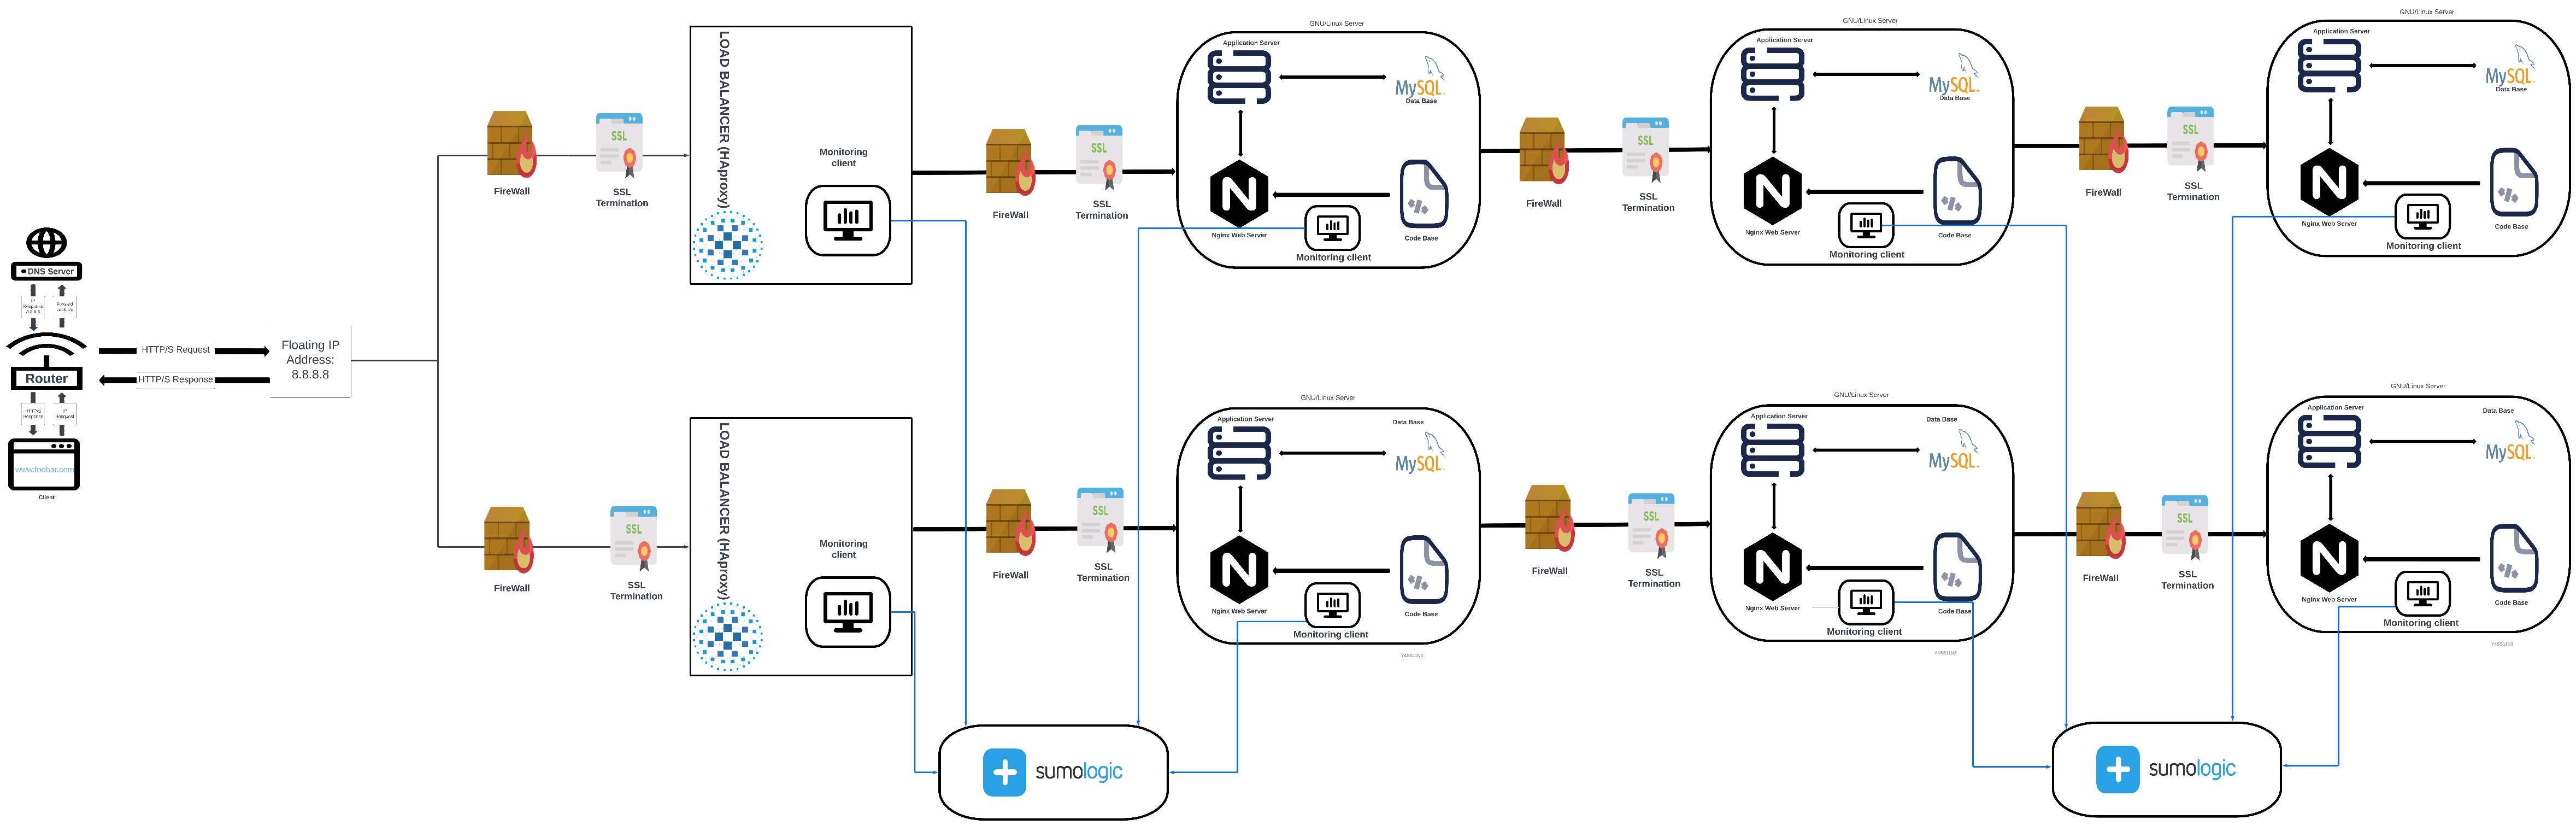 DNS Server
IP
Response
8.8.8.8
Forward
Look Up
Router
HTTP/S
Response
IP
Request
www.foobar.com
Client
HTTP/S Request
HTTP/S Response
Floating IP
Address:
8.8.8.8
FireWall
SSL
SSL
Termination
LOAD BALANCER (HAproxy)
Monitoring
client
FireWall
SSL
SSL
Termination
GNU/Linux Server
Application Server
MySQL
Data Base
Nginx Web Server
Code Base
Monitoring client
FireWall
SSL
SSL
Termination
GNU/Linux Server
Application Server
MySQL
Data Base
Nginx Web Server
Code Base
Monitoring client
FireWall
SSL
SSL
Termination
GNU/Linux Server
Application Server
MySQL
Data Base
Nginx Web Server
Code Base
Monitoring client
FireWall
SSL
SSL
Termination
LOAD BALANCER (HAproxy)
Monitoring
client
FireWall
SSL
SSL
Termination
GNU/Linux Server
Application Server
Data Base
MySQL
Nginx Web Server
Code Base
Monitoring client
FireWall
SSL
SSL
Termination
GNU/Linux Server
Application Server
Data Base
MySQL
Nginx Web Server
Code Base
Monitoring client
FireWall
SSL
SSL
Termination
GNU/Linux Server
Application Server
Data Base
MySQL
Nginx Web Server
Code Base
Monitoring client
sumologic
sumologic